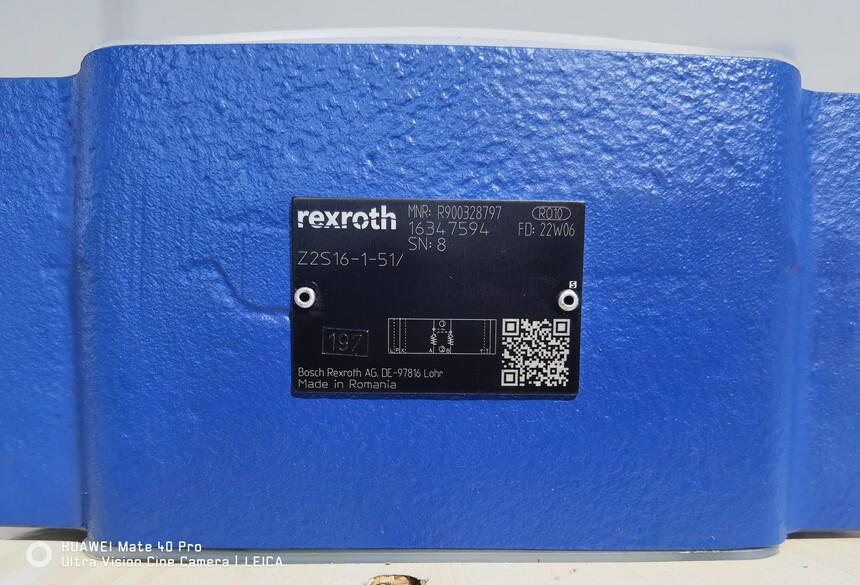 rexroth
MNR: R900328797
RO10
16347594
FD: 22W06
SN: 8
Z2S16-1-51/
S
197
Bosch Rexroth AG. DE-97816 Lohr
Made in Romania
HUAWEI Mate 40 Pro
Ultra Vision Cine Camera | LEICA